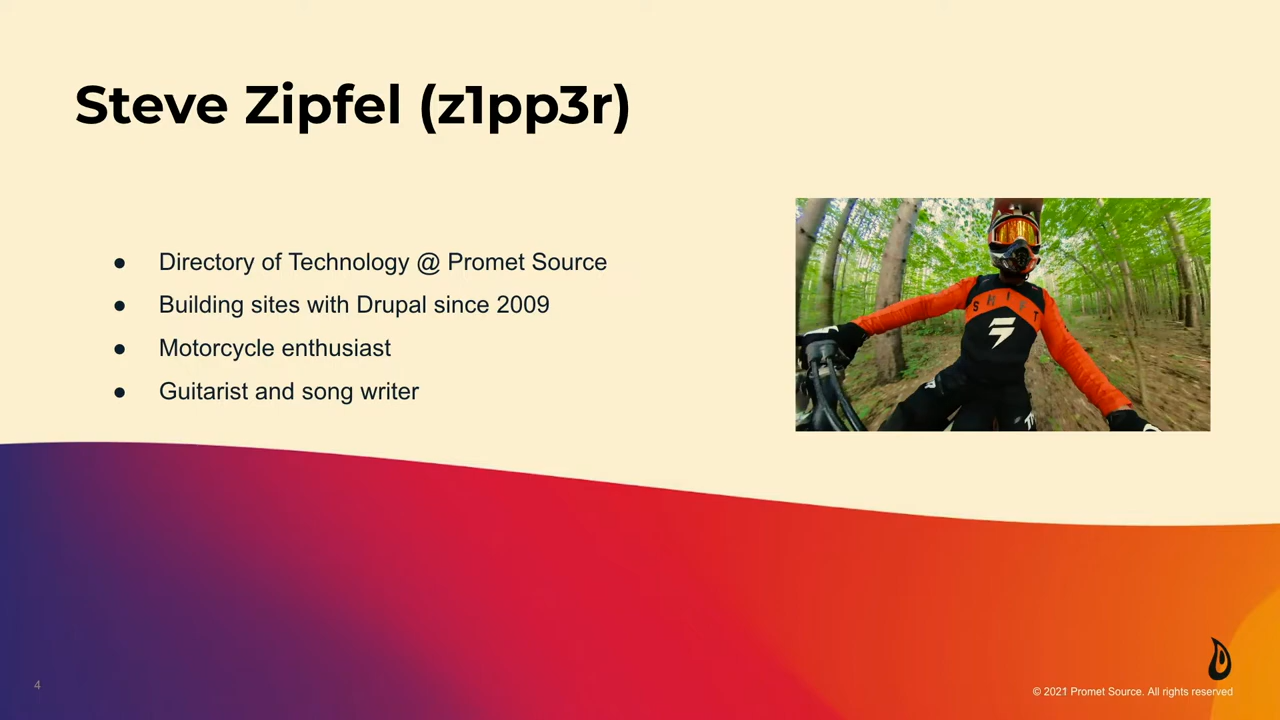 Steve Zipfel (z1pp3r)
● Directory of Technology @ Promet Source
● Building sites with Drupal since 2009
● Motorcycle enthusiast
● Guitarist and song writer
SHIFT
4
© 2021 Promet Source. All rights reserved